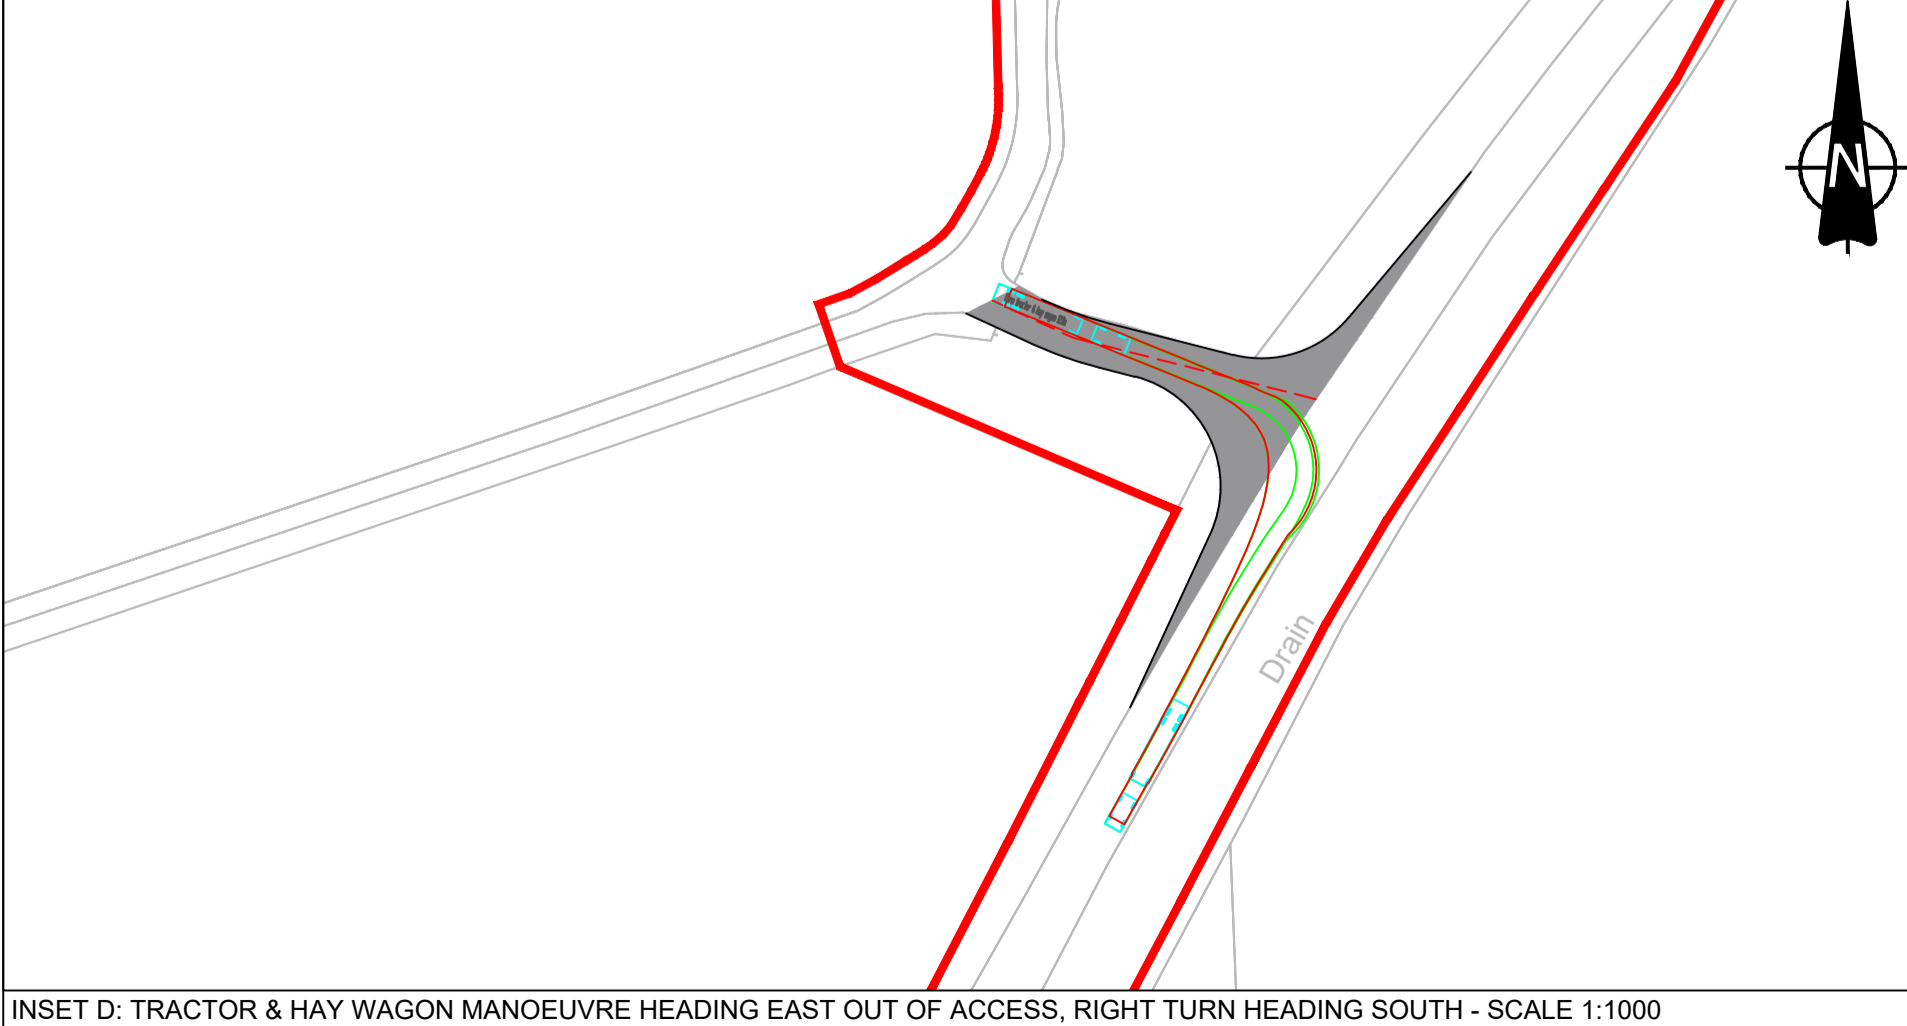 N
Drain
INSET D: TRACTOR & HAY WAGON MANOEUVRE HEADING EAST OUT OF ACCESS, RIGHT TURN HEADING SOUTH - SCALE 1:1000